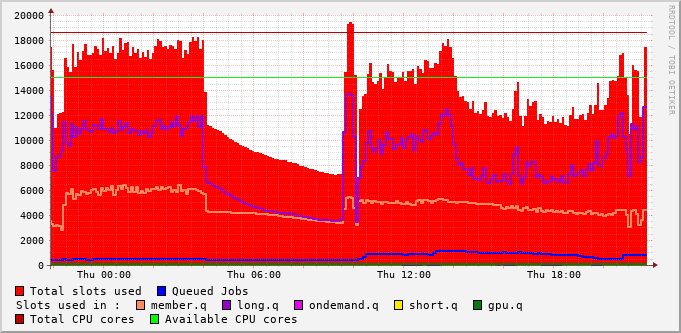 20000
18000
16000
14000
12000
10000
8000
6000
4000
2000
0
Thu 00:00 Thu 06:00 Thu 12:00 Thu 18:00
RRDTOOL / TOBI OETIKER
Total slots used Queued Jobs
Slots used in : member.q long.q ondemand.q short.q gpu.q
Total CPU cores Available CPU cores